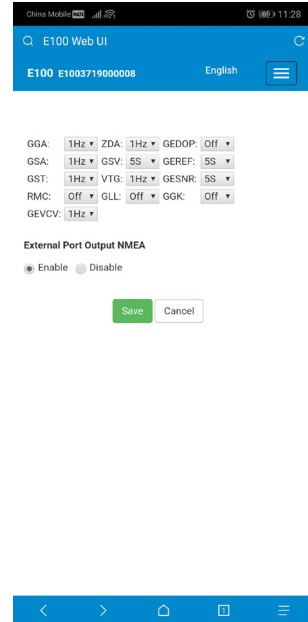 China Mobile HD 69 11:28
E100 Web UI
E100 E1003719000008 English
GGA: 1Hz ZDA: 1Hz GEDOP: Off
GSA: 1Hz GSV: 5S GEREF: 5S
GST: 1Hz VTG: 1Hz GESNR: 5S
RMC: Off GLL: Off GGK: Off
GEVCV: 1Hz
External Port Output NMEA
Enable Disable
Save Cancel
1